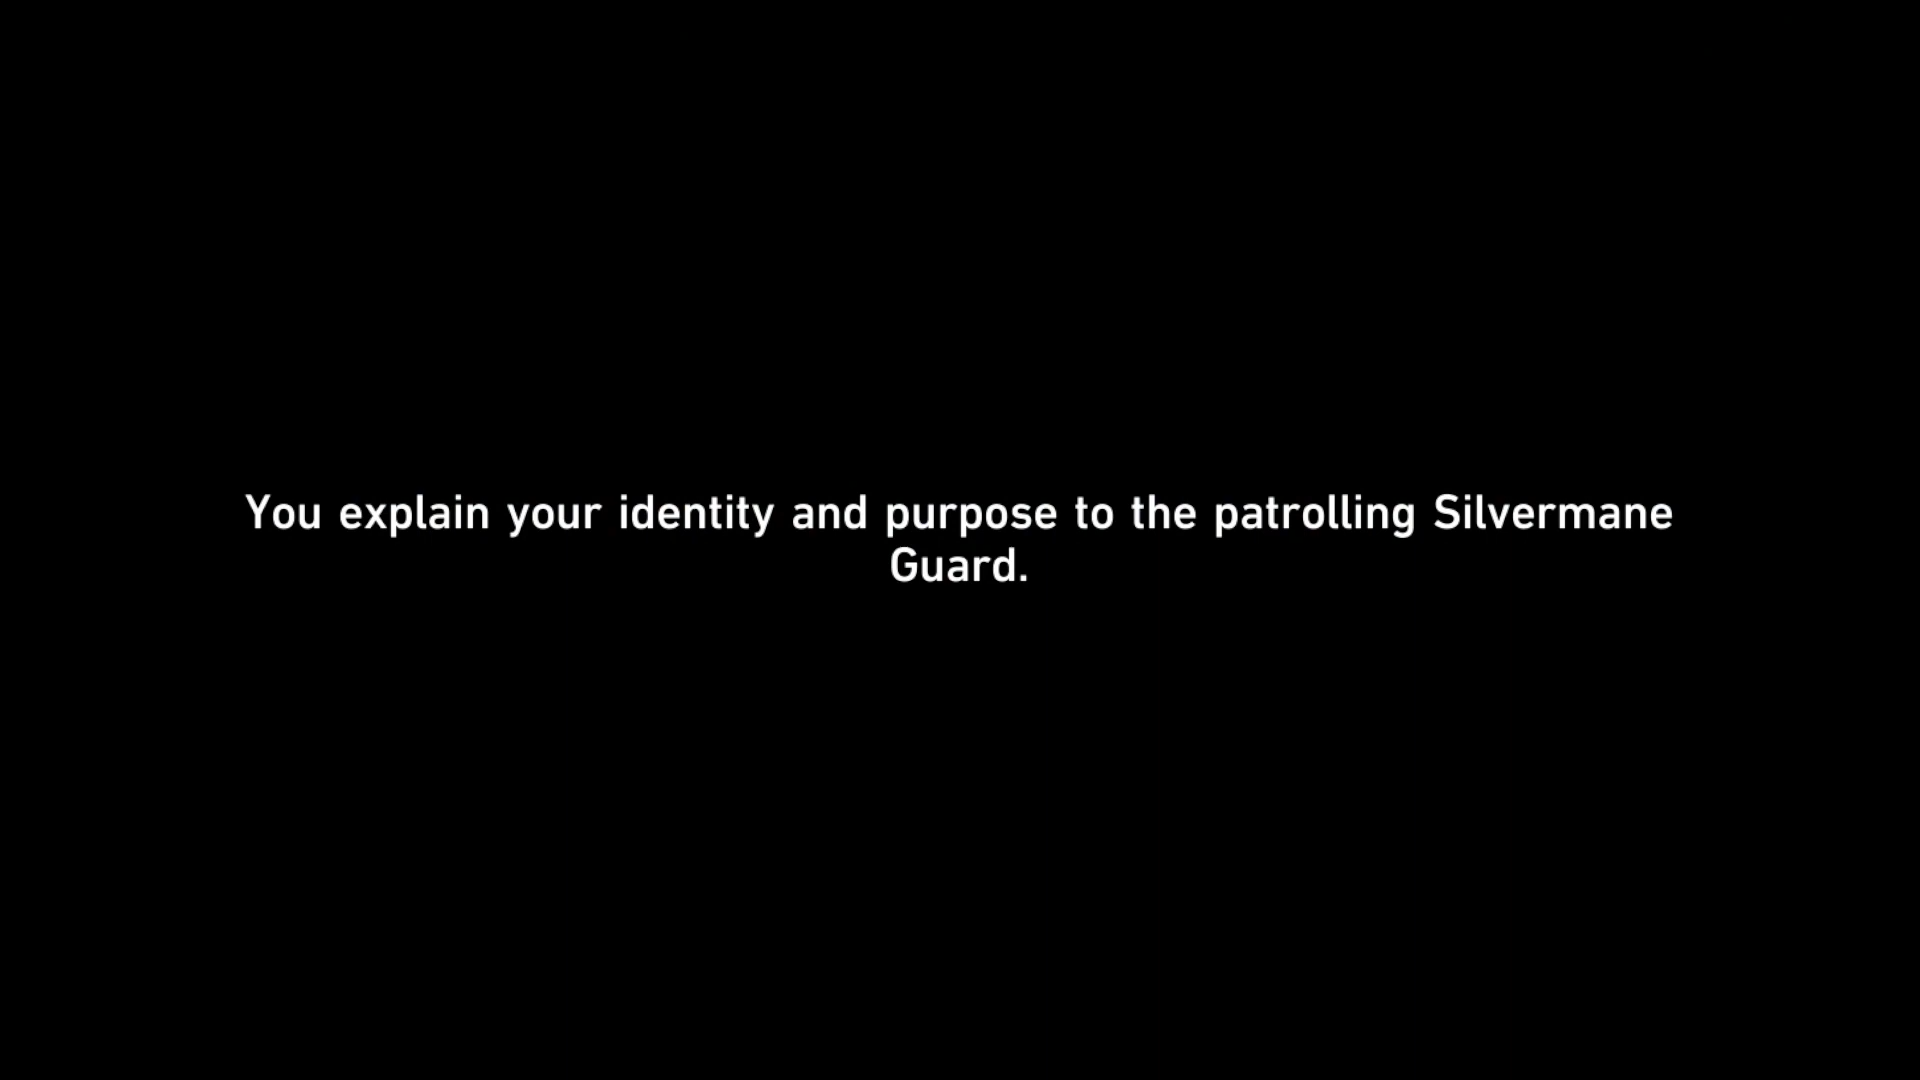 You explain your identity and purpose to the patrolling Silvermane
Guard.